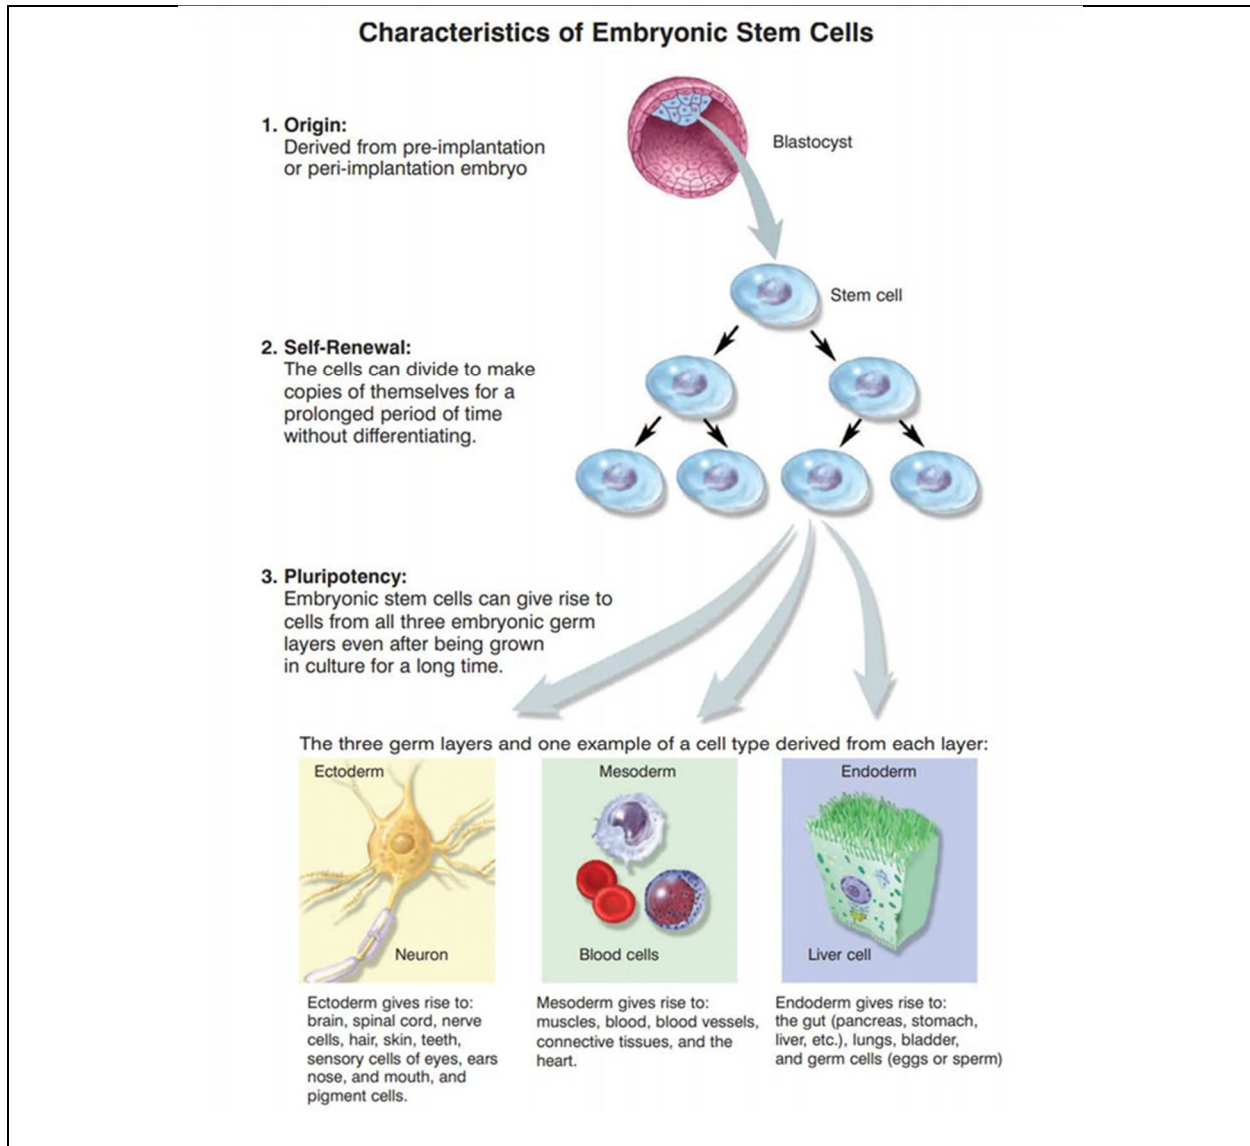 Characteristics of Embryonic Stem Cells
1. Origin:
Derived from pre-implantation
or peri-implantation embryo
Blastocyst
Stem cell
2. Self-Renewal:
The cells can divide to make
copies of themselves for a
prolonged period of time
without differentiating.
3. Pluripotency:
Embryonic stem cells can give rise to
cells from all three embryonic germ
layers even after being grown
in culture for a long time.
The three germ layers and one example of a cell type derived from each layer:
Ectoderm
Neuron
Mesoderm
Blood cells
Endoderm
Liver cell
Ectoderm gives rise to:
brain, spinal cord, nerve
cells, hair, skin, teeth,
sensory cells of eyes, ears
nose, and mouth, and
pigment cells.
Mesoderm gives rise to:
muscles, blood, blood vessels,
connective tissues, and the
heart.
Endoderm gives rise to:
the gut (pancreas, stomach,
liver, etc.), lungs, bladder,
and germ cells (eggs or sperm)